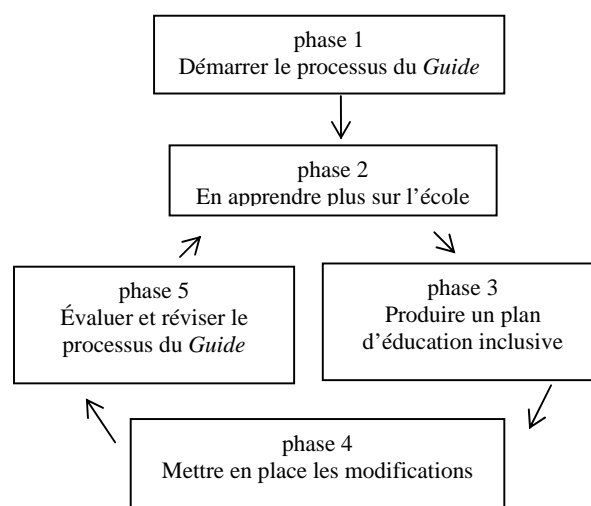 phase 1
Démarrer le processus du Guide
phase 2
En apprendre plus sur l’école
phase 3
Produire un plan
d’éducation inclusive
phase 4
Mettre en place les modifications
phase 5
Évaluer et réviser le
processus du Guide